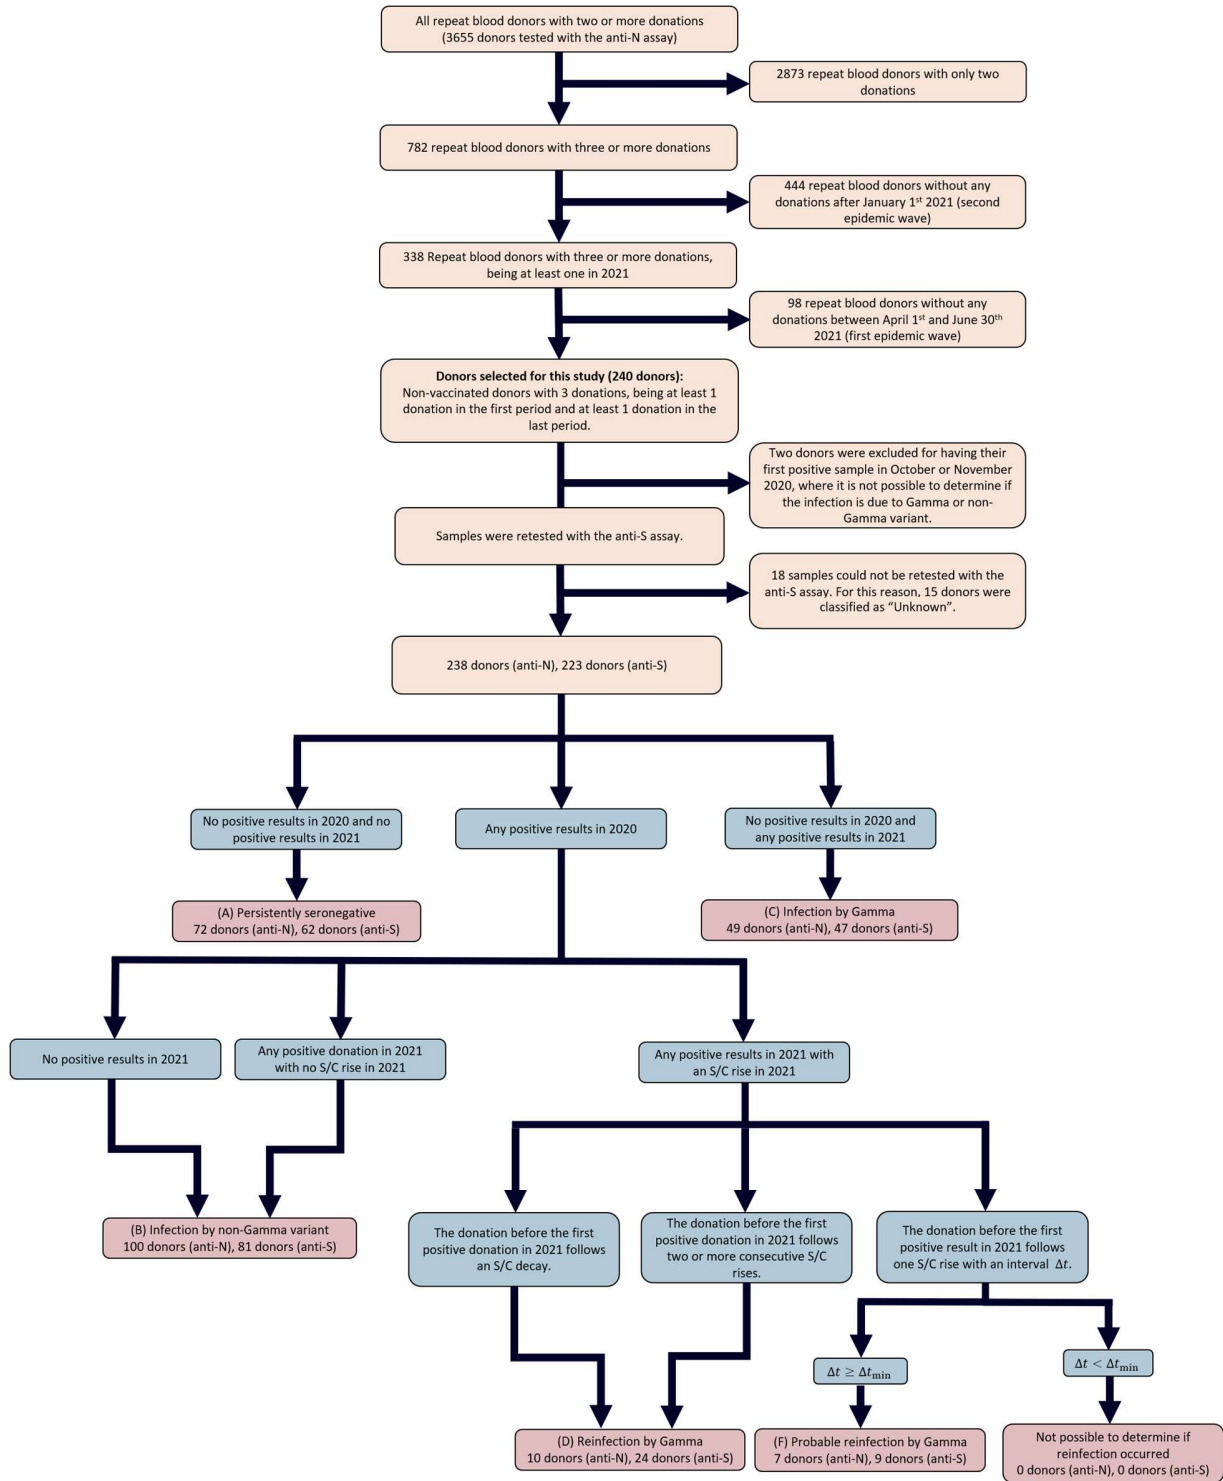 All repeat blood donors with two or more donations
(3655 donors tested with the anti-N assay)
2873 repeat blood donors with only two
donations
782 repeat blood donors with three or more donations
444 repeat blood donors without any
donations after January 1st 2021 (second
epidemic wave)
338 Repeat blood donors with three or more donations,
being at least one in 2021
98 repeat blood donors without any
donations between April 1st and June 30th
2021 (first epidemic wave)
Donors selected for this study (240 donors):
Non-vaccinated donors with 3 donations, being at least 1
donation in the first period and at least 1 donation in the
last period.
Two donors were excluded for having their
first positive sample in October or November
2020, where it is not possible to determine if
the infection is due to Gamma or non-
Gamma variant.
Samples were retested with the anti-S assay.
18 samples could not be retested with the
anti-S assay. For this reason, 15 donors were
classified as “Unknown”.
238 donors (anti-N), 223 donors (anti-S)
No positive results in 2020 and no
positive results in 2021
Any positive results in 2020
No positive results in 2020 and
any positive results in 2021
(A) Persistently seronegative
72 donors (anti-N), 62 donors (anti-S)
(C) Infection by Gamma
49 donors (anti-N), 47 donors (anti-S)
No positive results in 2021
Any positive donation in 2021
with no S/C rise in 2021
Any positive results in 2021 with
an S/C rise in 2021
(B) Infection by non-Gamma variant
100 donors (anti-N), 81 donors (anti-S)
The donation before the first
positive donation in 2021 follows
an S/C decay.
The donation before the first
positive donation in 2021 follows
two or more consecutive S/C
rises.
The donation before the first
positive result in 2021 follows
one S/C rise with an interval Δt.
Δt ≥ Δtmin
Δt < Δtmin
(D) Reinfection by Gamma
10 donors (anti-N), 24 donors (anti-S)
(F) Probable reinfection by Gamma
7 donors (anti-N), 9 donors (anti-S)
Not possible to determine if
reinfection occurred
0 donors (anti-N), 0 donors (anti-S)